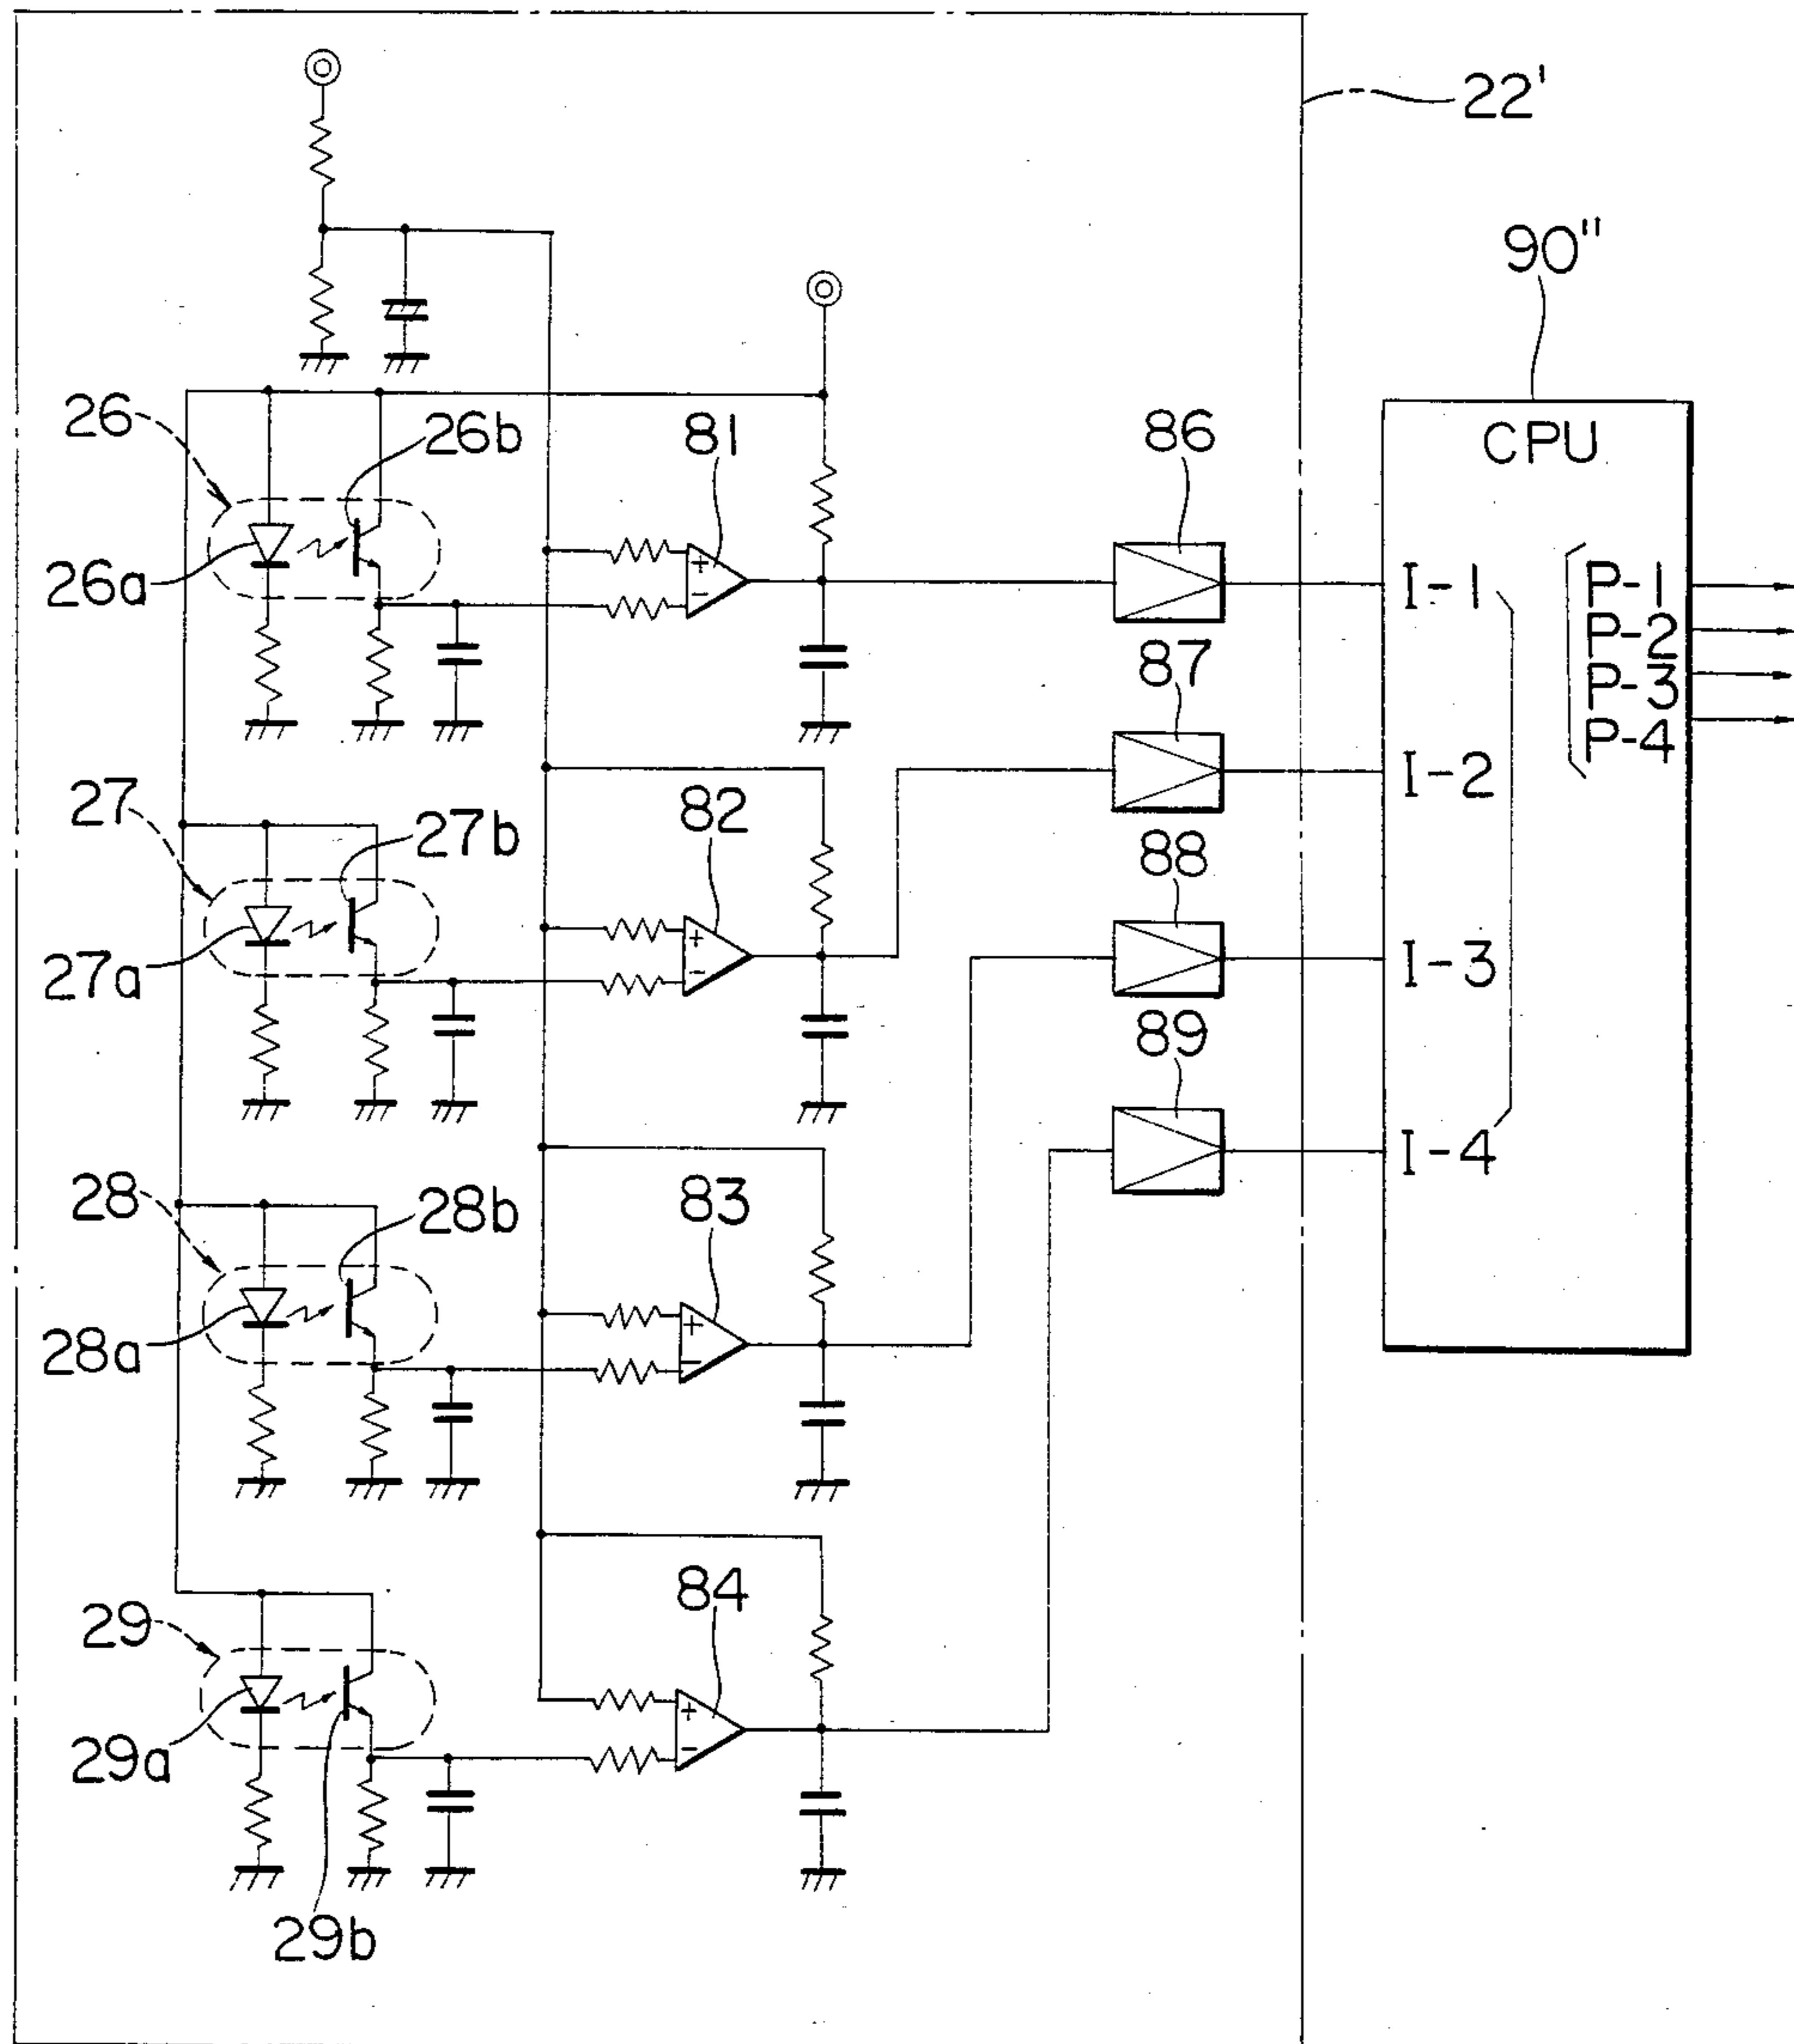 22'
90"
CPU
26
26b
81
86
26a
I-1
P-1
P-2
P-3
P-4
87
I-2
27
27b
82
88
27a
I-3
89
28
28b
83
I-4
28a
29
84
29a
29b
+
-
+
-
+
-
+
-